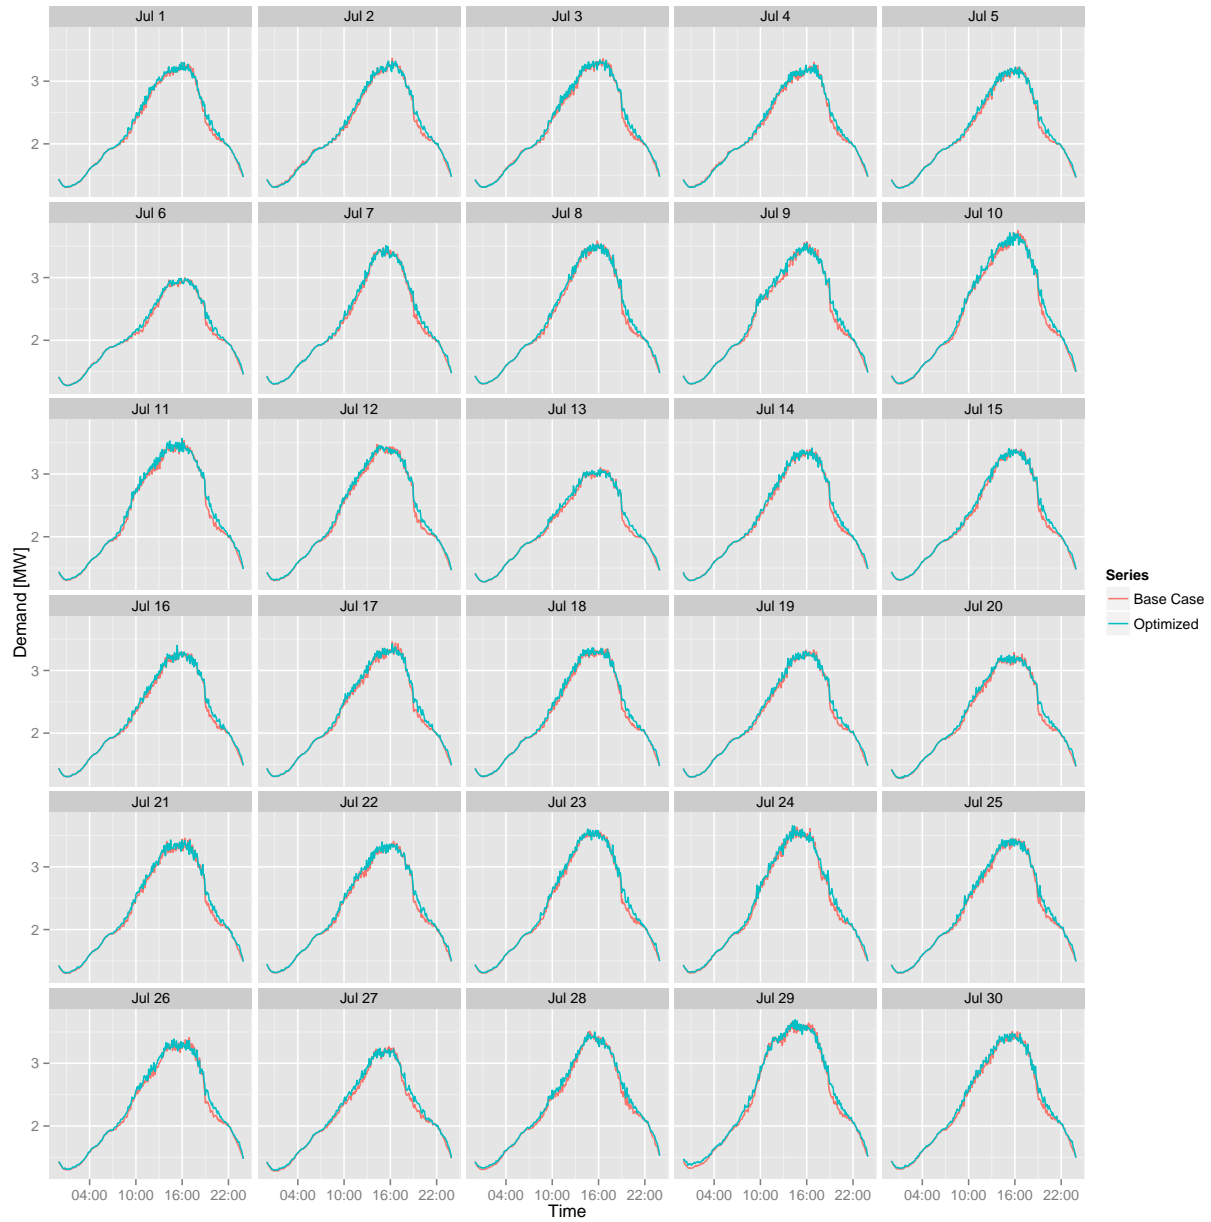 Jul 1 Jul 2 Jul 3 Jul 4 Jul 5
3
2
Jul 6 Jul 7 Jul 8 Jul 9 Jul 10
3
2
Jul 11 Jul 12 Jul 13 Jul 14 Jul 15
3
2
Demand [MW]
Series
Base Case
Optimized
Jul 16 Jul 17 Jul 18 Jul 19 Jul 20
3
2
Jul 21 Jul 22 Jul 23 Jul 24 Jul 25
3
2
Jul 26 Jul 27 Jul 28 Jul 29 Jul 30
3
2
04:00 10:00 16:00 22:00 04:00 10:00 16:00 22:00 04:00 10:00 16:00 22:00 04:00 10:00 16:00 22:00 04:00 10:00 16:00 22:00
Time